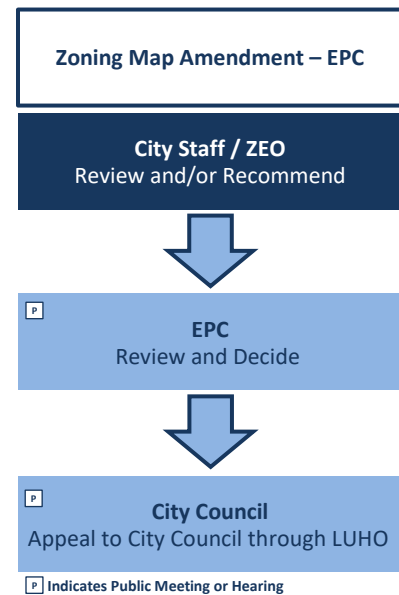 Zoning Map Amendment – EPC
City Staff / ZEO
Review and/or Recommend
P
EPC
Review and Decide
P
City Council
Appeal to City Council through LUHO
P Indicates Public Meeting or Hearing